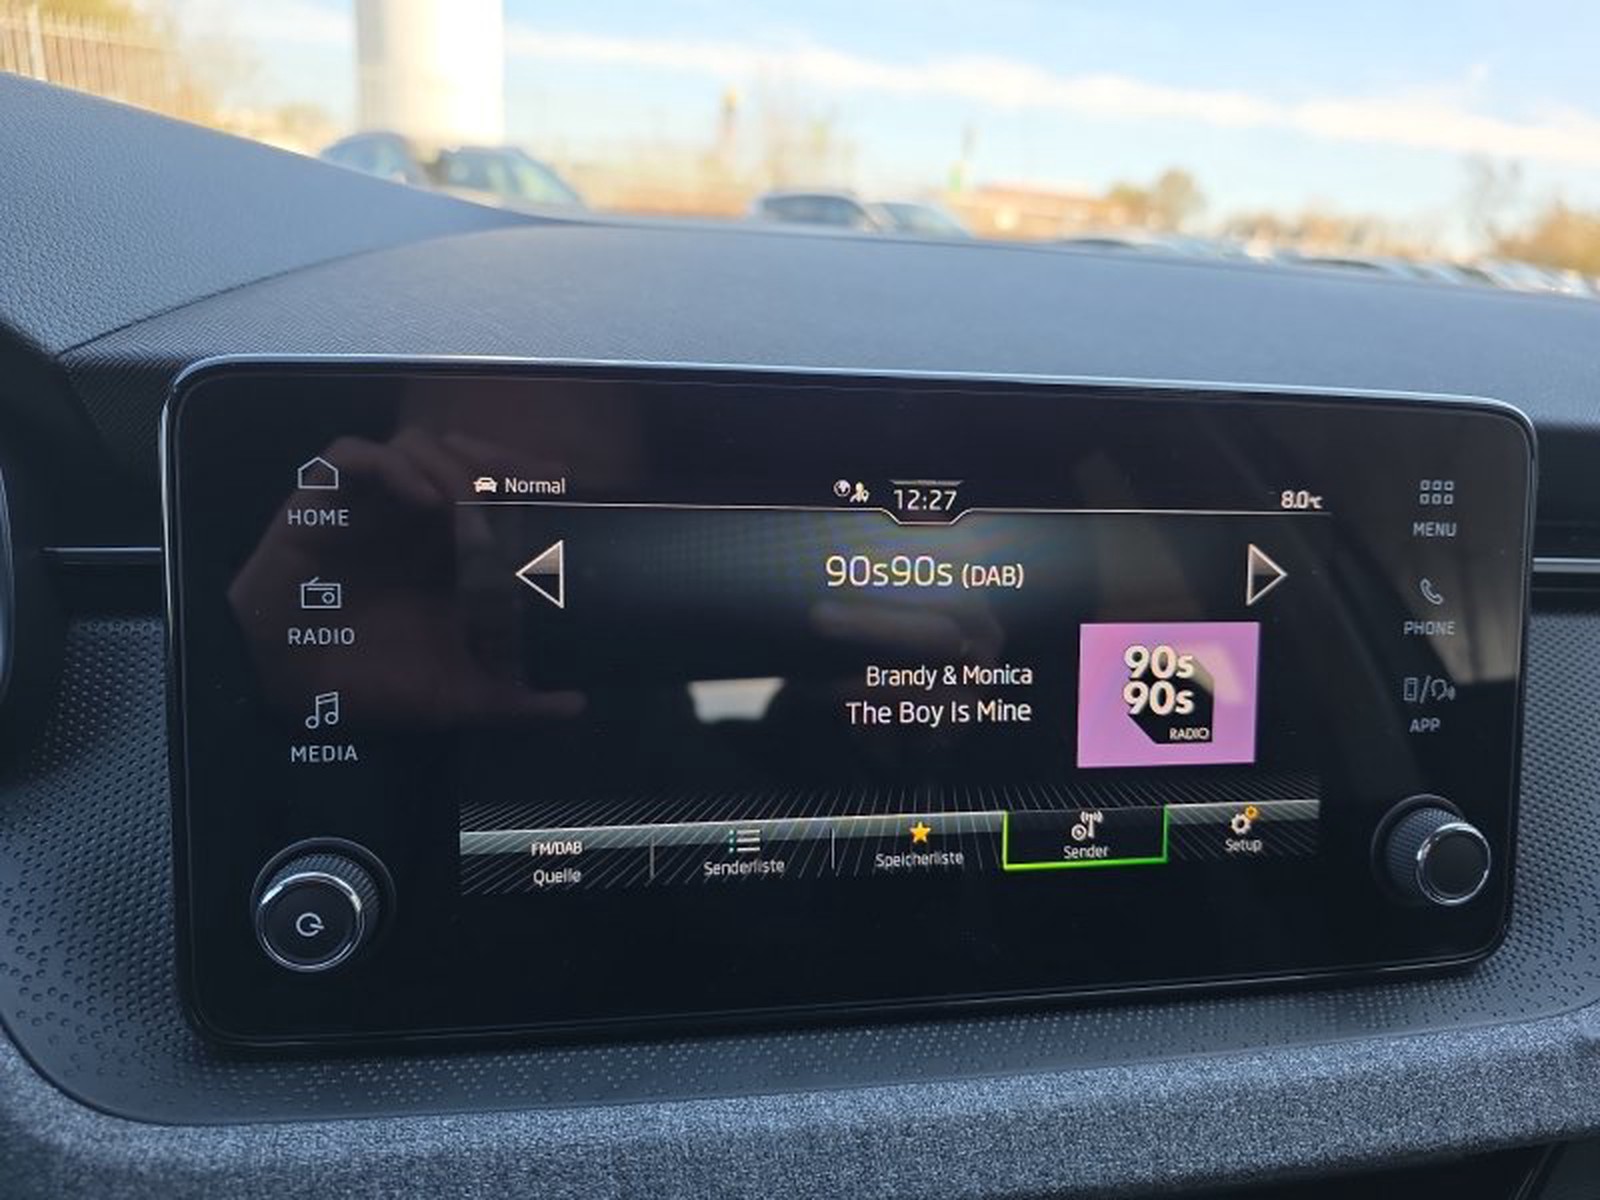 Normal
12:27
8.0°C
HOME
RADIO
MEDIA
90s90s (DAB)
Brandy & Monica
The Boy Is Mine
90s
90s
RADIO
FM/DAB
Quelle
Senderliste
Speicherliste
Sender
Setup
MENU
PHONE
APP